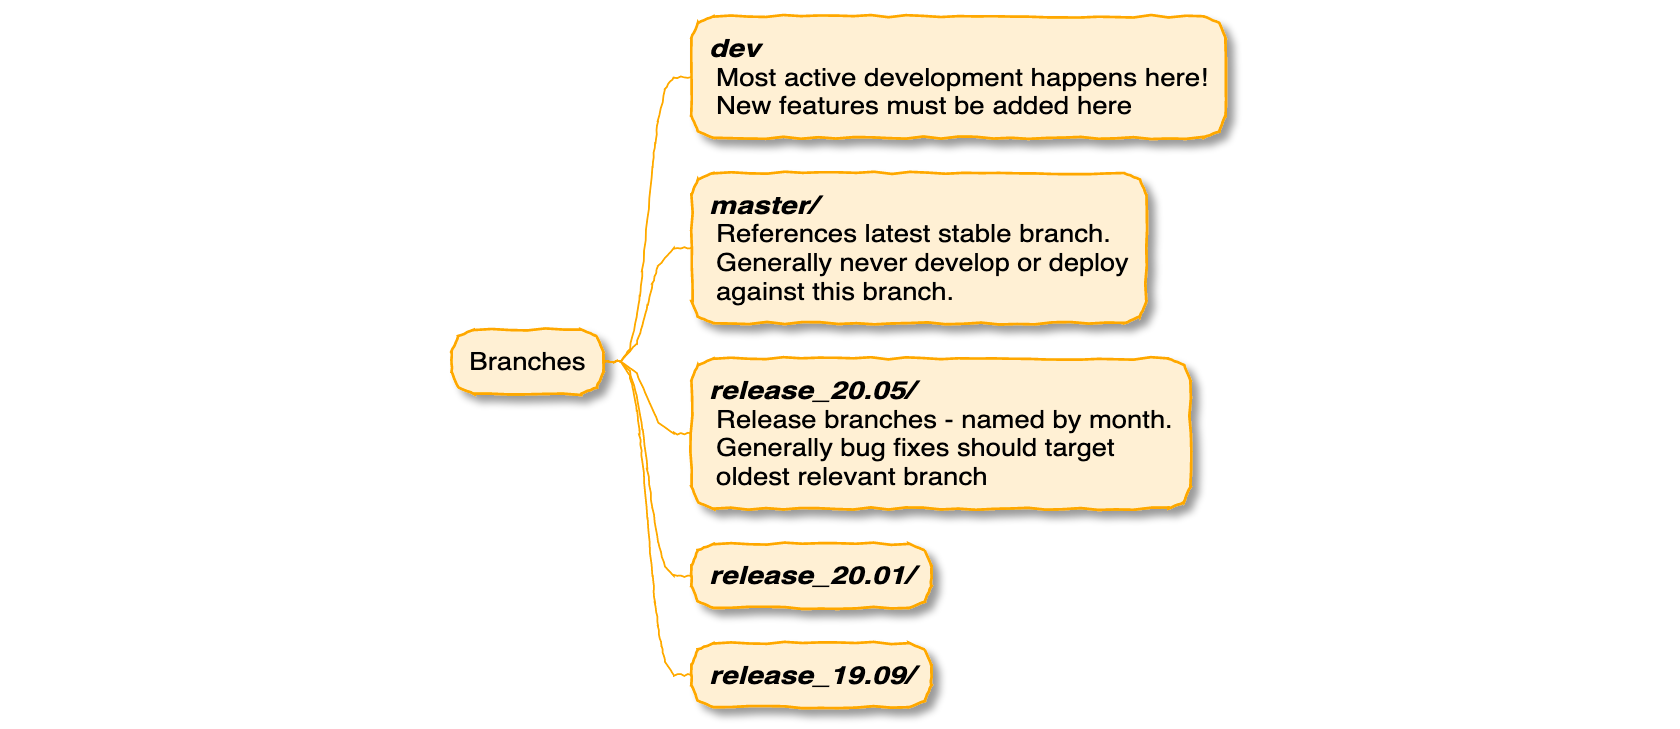 dev
Most active development happens here!
New features must be added here
master/
References latest stable branch.
Generally never develop or deploy
against this branch.
Branches
release_20.05/
Release branches - named by month.
Generally bug fixes should target
oldest relevant branch
release_20.01/
release_19.09/